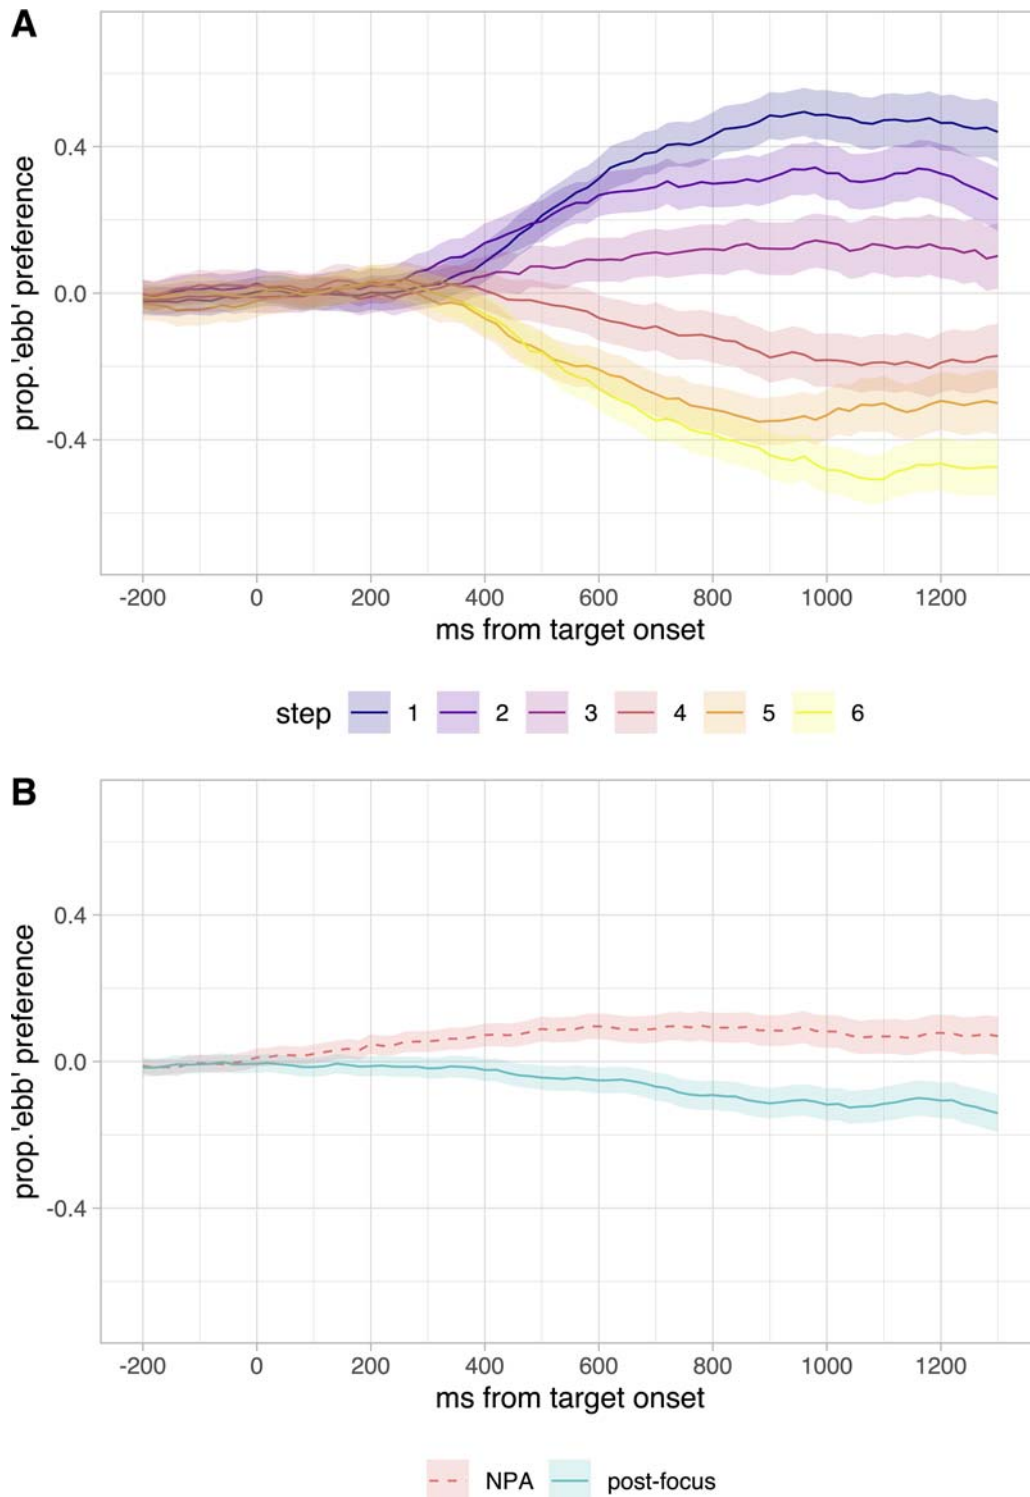 A
prop.'ebb' preference
0.4
0.0
-0.4
-200 0 200 400 600 800 1000 1200
ms from target onset
step 1 2 3 4 5 6
B
prop.'ebb' preference
0.4
0.0
-0.4
-200 0 200 400 600 800 1000 1200
ms from target onset
NPA post-focus